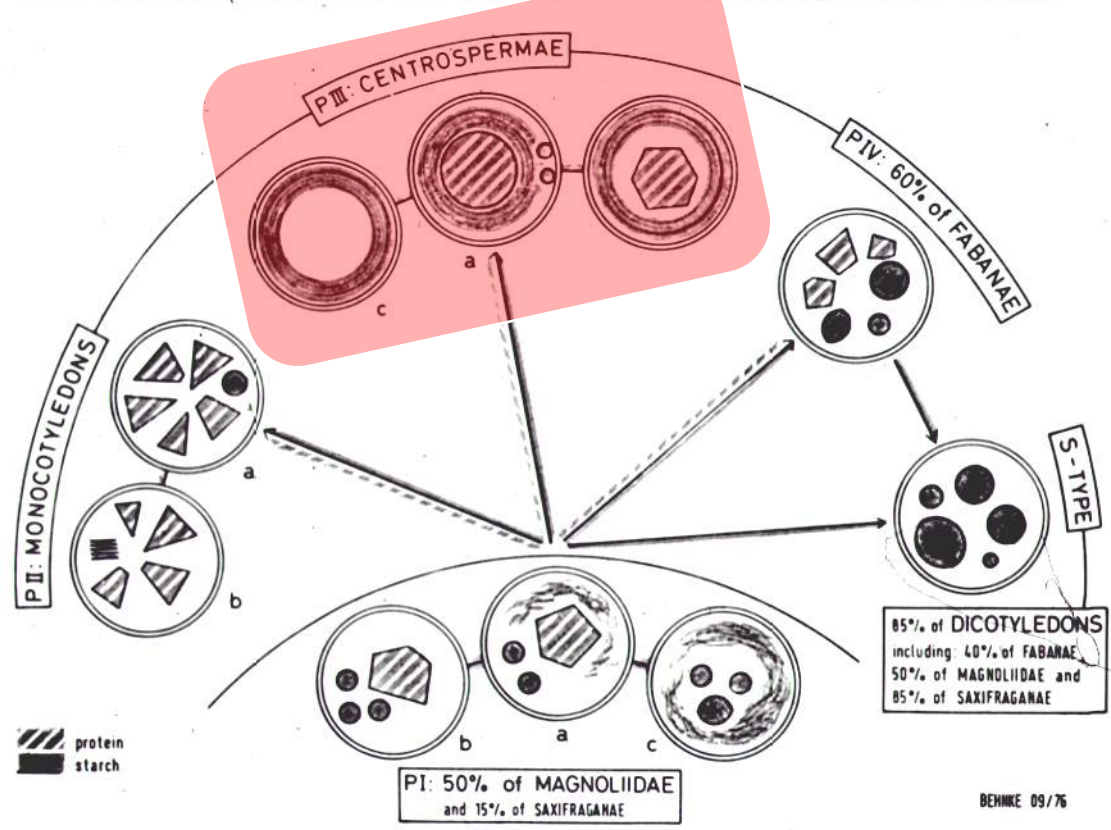 PIII: CENTROSPERMAE
PIV: 60% of FABANAE
a
c
PII: MONOCOTYLEDONS
a
b
S-TYPE
85% of DICOTYLEDONS
including: 40% of FABANAE
50% of MAGNOLIIDAE and
85% of SAXIFRAGANAE
b
a
c
protein
starch
PI: 50% of MAGNOLIIDAE
and 15% of SAXIFRAGANAE
BEHNKE 09/76